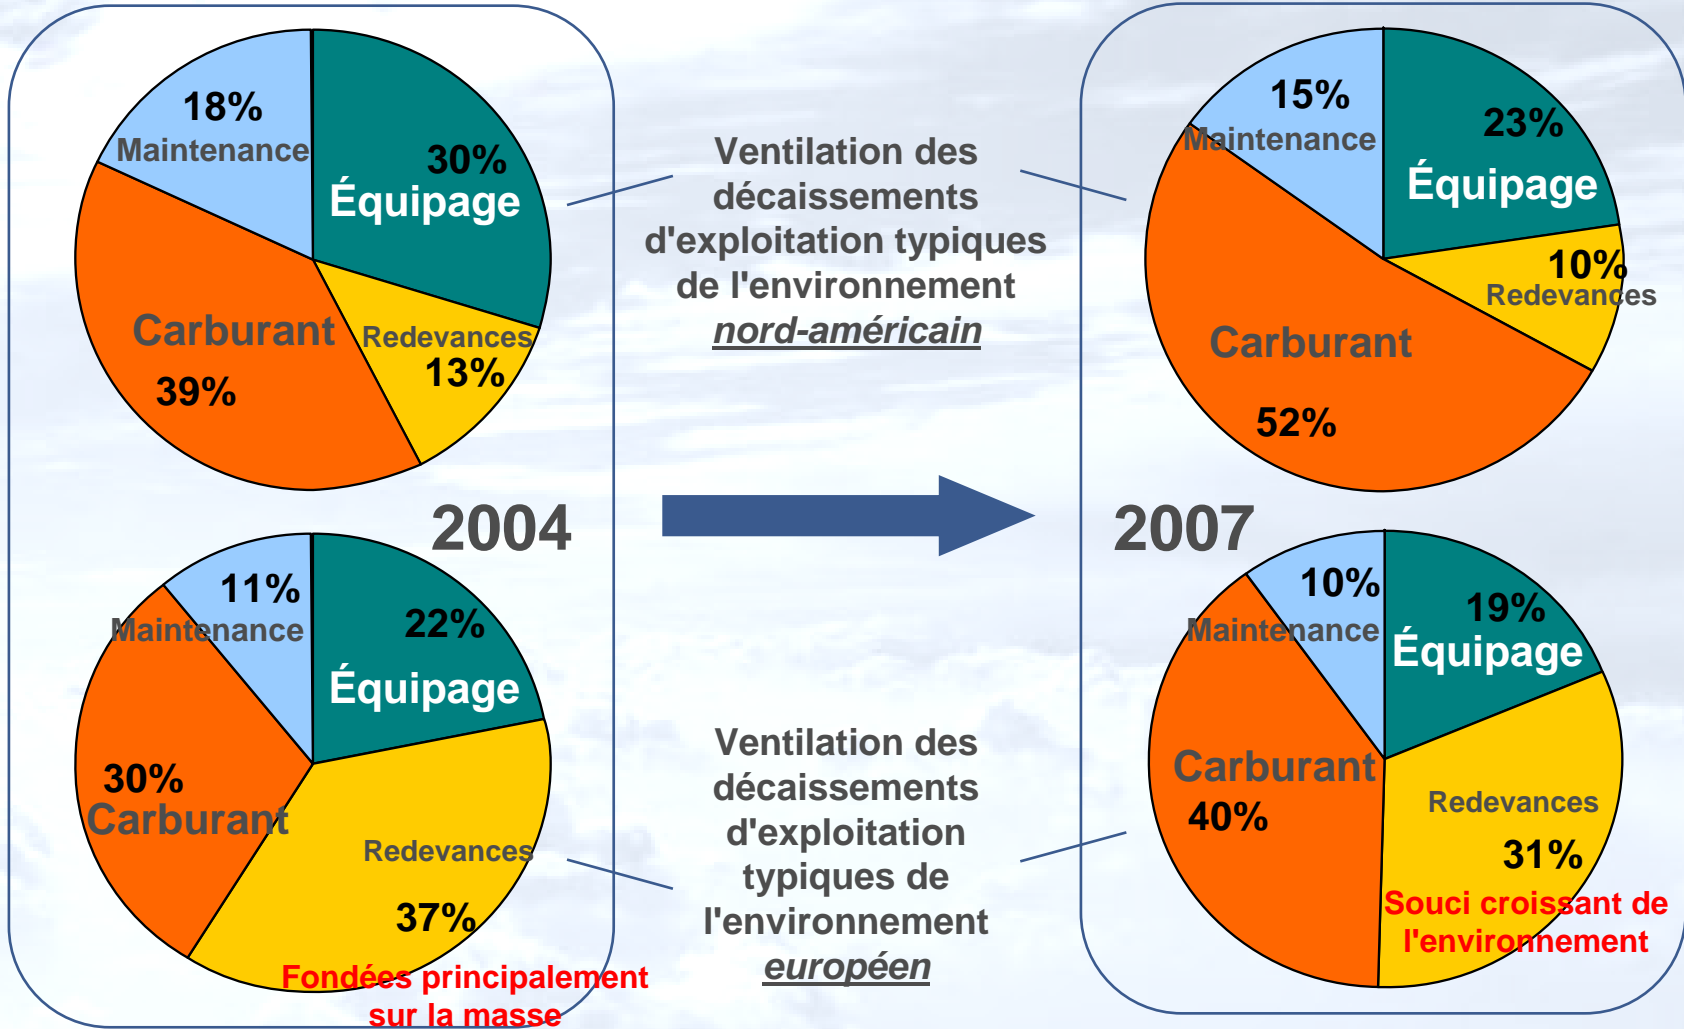 18%
Maintenance
30%
Équipage
Carburant
39%
Redevances
13%
Ventilation des
décaissements
d'exploitation typiques
de l'environnement
nord-américain
15%
Maintenance
23%
Équipage
10%
Redevances
Carburant
52%
2004
2007
11%
Maintenance
22%
Équipage
30%
Carburant
Redevances
37%
Fondées principalement
sur la masse
Ventilation des
décaissements
d'exploitation
typiques de
l'environnement
européen
10%
Maintenance
19%
Équipage
Carburant
40%
Redevances
31%
Souci croissant de
l'environnement